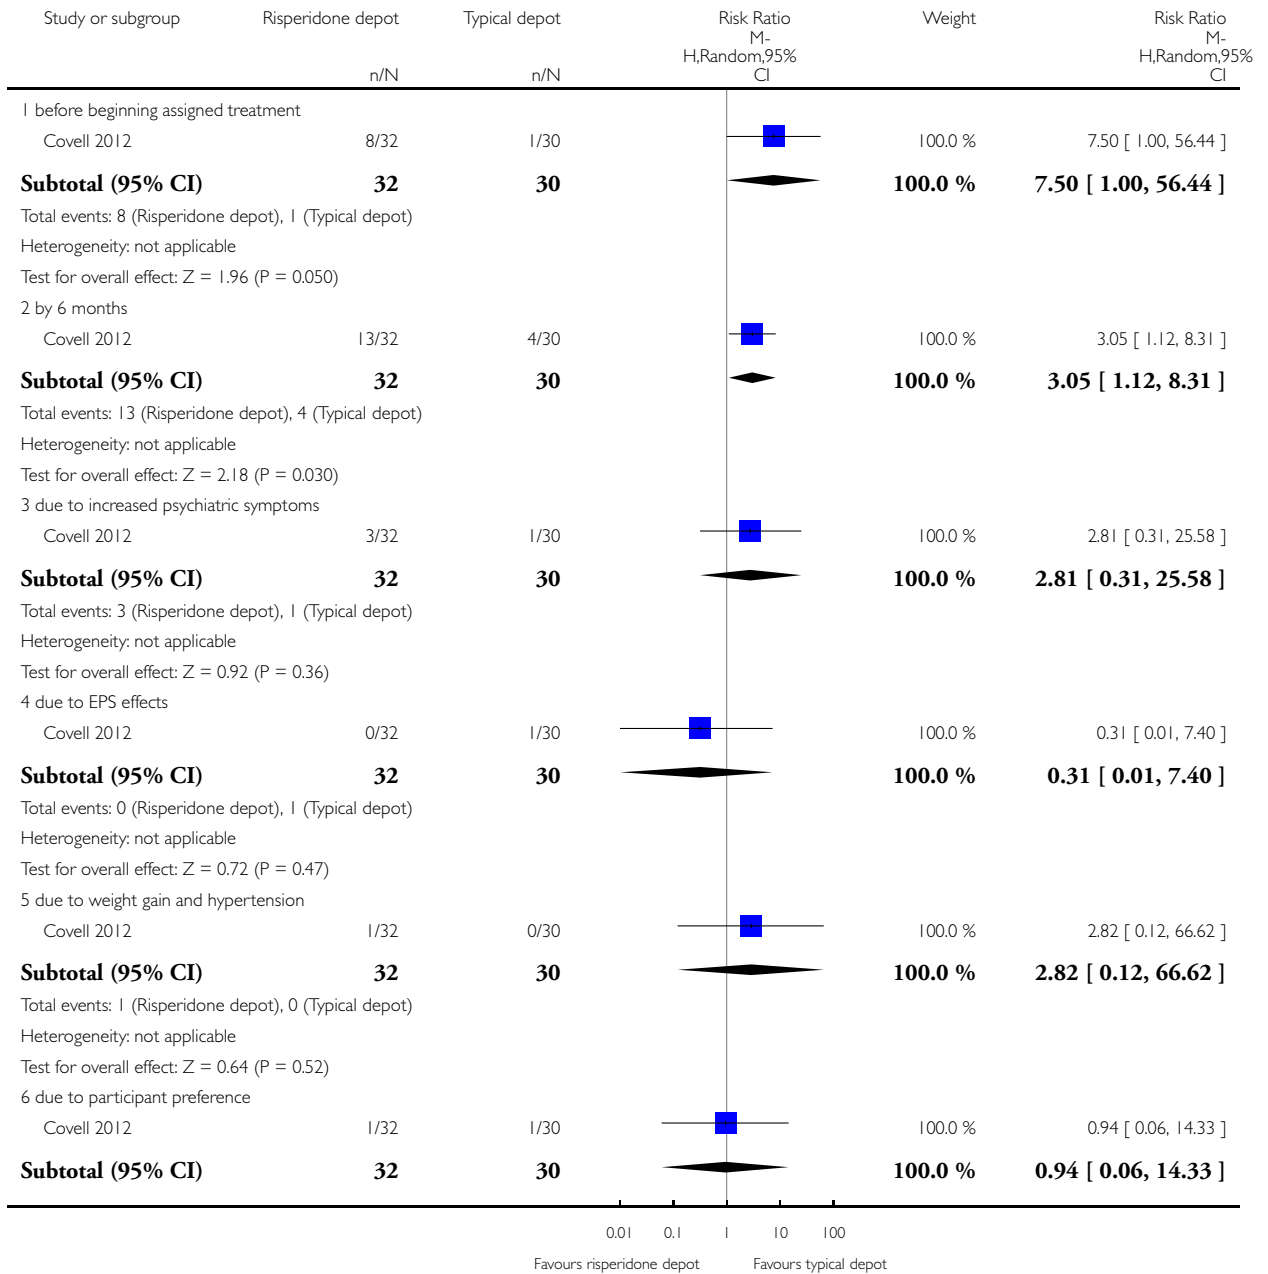 Study or subgroup Risperidone depot Typical depot Risk Ratio Weight Risk Ratio
M- M-
H,Random,95% H,Random,95%
n/N n/N CI CI
1 before beginning assigned treatment
Covell 2012 8/32 1/30 100.0 % 7.50 [ 1.00, 56.44 ]
Subtotal (95% CI) 32 30 100.0 % 7.50 [ 1.00, 56.44 ]
Total events: 8 (Risperidone depot), 1 (Typical depot)
Heterogeneity: not applicable
Test for overall effect: Z = 1.96 (P = 0.050)
2 by 6 months
Covell 2012 13/32 4/30 100.0 % 3.05 [ 1.12, 8.31 ]
Subtotal (95% CI) 32 30 100.0 % 3.05 [ 1.12, 8.31 ]
Total events: 13 (Risperidone depot), 4 (Typical depot)
Heterogeneity: not applicable
Test for overall effect: Z = 2.18 (P = 0.030)
3 due to increased psychiatric symptoms
Covell 2012 3/32 1/30 100.0 % 2.81 [ 0.31, 25.58 ]
Subtotal (95% CI) 32 30 100.0 % 2.81 [ 0.31, 25.58 ]
Total events: 3 (Risperidone depot), 1 (Typical depot)
Heterogeneity: not applicable
Test for overall effect: Z = 0.92 (P = 0.36)
4 due to EPS effects
Covell 2012 0/32 1/30 100.0 % 0.31 [ 0.01, 7.40 ]
Subtotal (95% CI) 32 30 100.0 % 0.31 [ 0.01, 7.40 ]
Total events: 0 (Risperidone depot), 1 (Typical depot)
Heterogeneity: not applicable
Test for overall effect: Z = 0.72 (P = 0.47)
5 due to weight gain and hypertension
Covell 2012 1/32 0/30 100.0 % 2.82 [ 0.12, 66.62 ]
Subtotal (95% CI) 32 30 100.0 % 2.82 [ 0.12, 66.62 ]
Total events: 1 (Risperidone depot), 0 (Typical depot)
Heterogeneity: not applicable
Test for overall effect: Z = 0.64 (P = 0.52)
6 due to participant preference
Covell 2012 1/32 1/30 100.0 % 0.94 [ 0.06, 14.33 ]
Subtotal (95% CI) 32 30 100.0 % 0.94 [ 0.06, 14.33 ]
0.01 0.1 1 10 100
Favours risperidone depot Favours typical depot